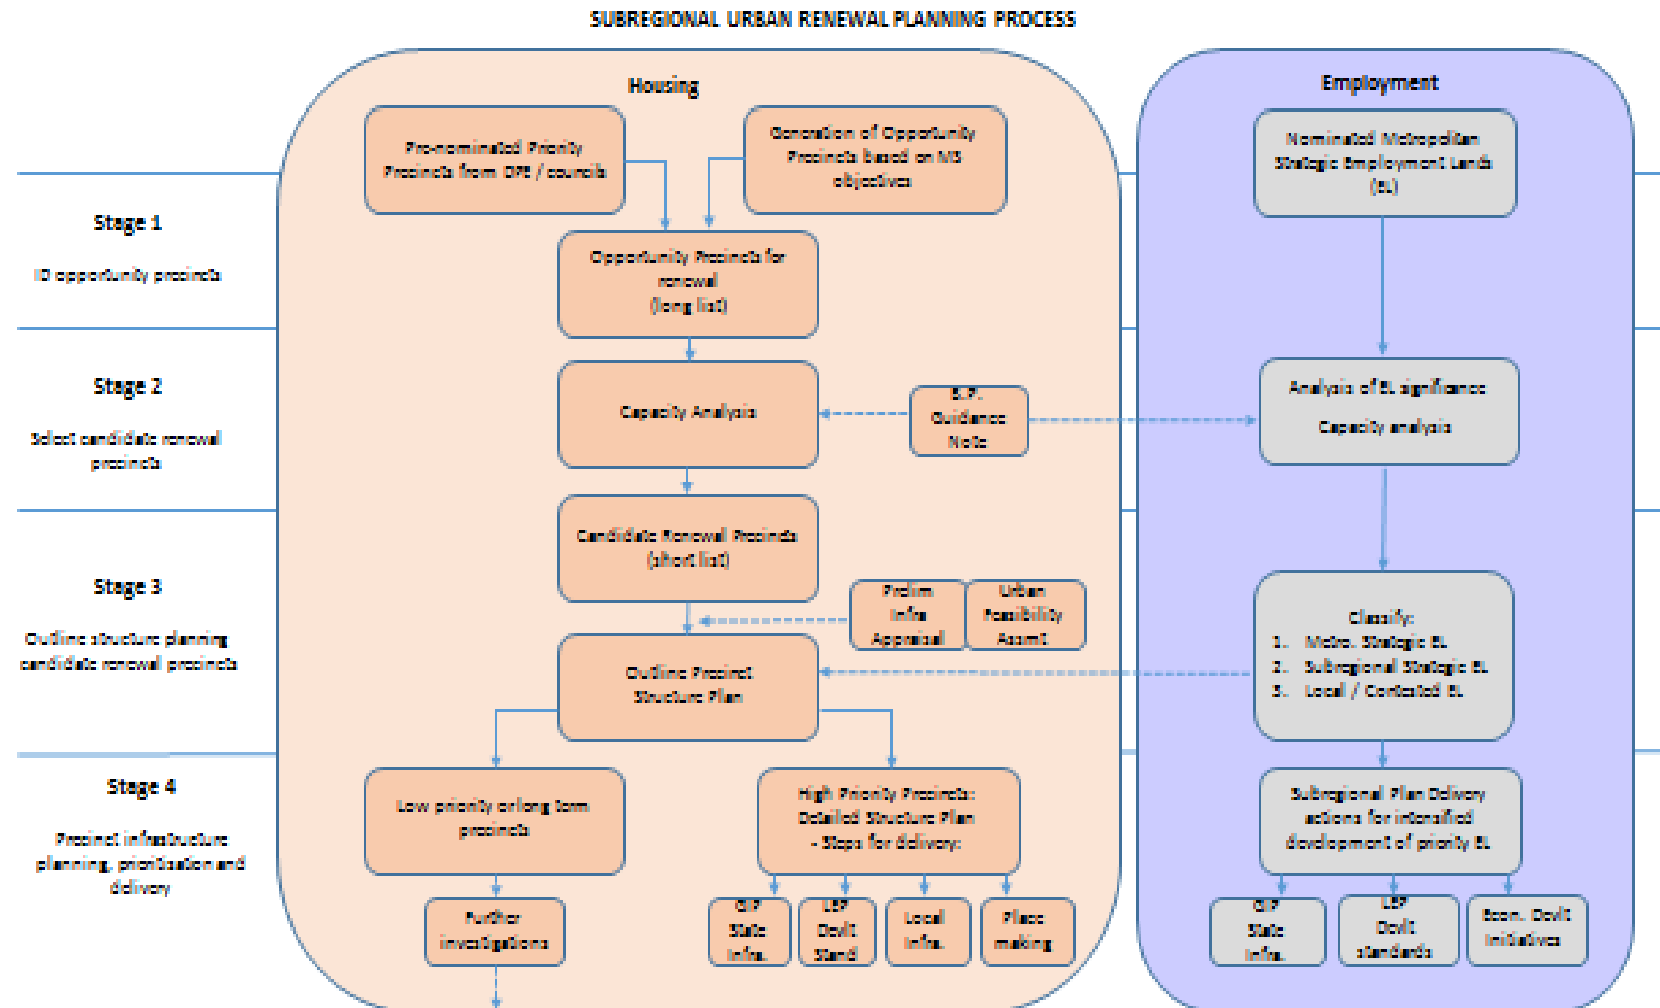 SUBREGIONAL URBAN RENEWAL PLANNING PROCESS
Housing
Employment
Pre-nominated Priority
Precincts from DPE / councils
Generation of Opportunity
Precincts based on MS
objectives
Nominated Metropolitan
Strategic Employment Lands
(EL)
Stage 1
ID opportunity precincts
Opportunity Precincts for
renewal
(long list)
Stage 2
Select candidate renewal
precincts
Capacity Analysis
Guidance
Note
Analysis of EL significance
Capacity analysis
Candidate Renewal Precincts
(short list)
Stage 3
Outline structure planning
candidate renewal precincts
Prelim
Infra
Appraisal
Urban
Feasibility
Assmt
Classify:
1. Metro. Strategic EL
2. Subregional Strategic EL
3. Local / Contested EL
Outline Precinct
Structure Plan
Stage 4
Precinct infrastructure
planning, prioritisation and
delivery
Low priority or long term
precincts
High Priority Precincts:
Detailed Structure Plan
- Steps for delivery:
Subregional Plan Delivery
actions for intensified
development of priority EL
Further
investigations
State
Infra.
LEP
Devlt
Stand
Local
Infra.
Place
making
State
Infra.
LEP
Devlt
standards
Econ. Devlt
Initiatives